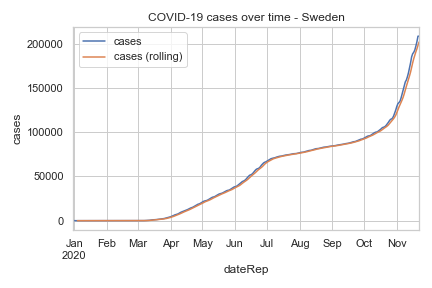 COVID-19 cases over time - Sweden
cases
cases (rolling)
200000
150000
100000
50000
0
cases
Jan Feb Mar Apr May Jun Jul Aug Sep Oct Nov
2020
dateRep